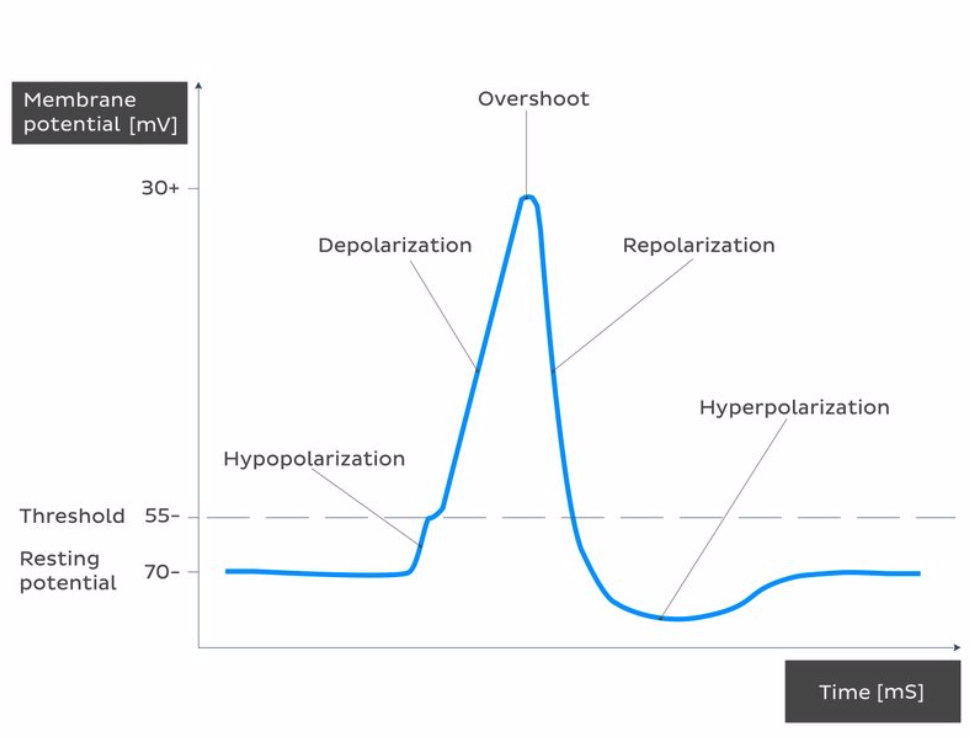 Membrane
potential [mV]
Overshoot
30+
Depolarization
Repolarization
Hyperpolarization
Hypopolarization
Threshold 55-
Resting
potential
70-
Time [mS]